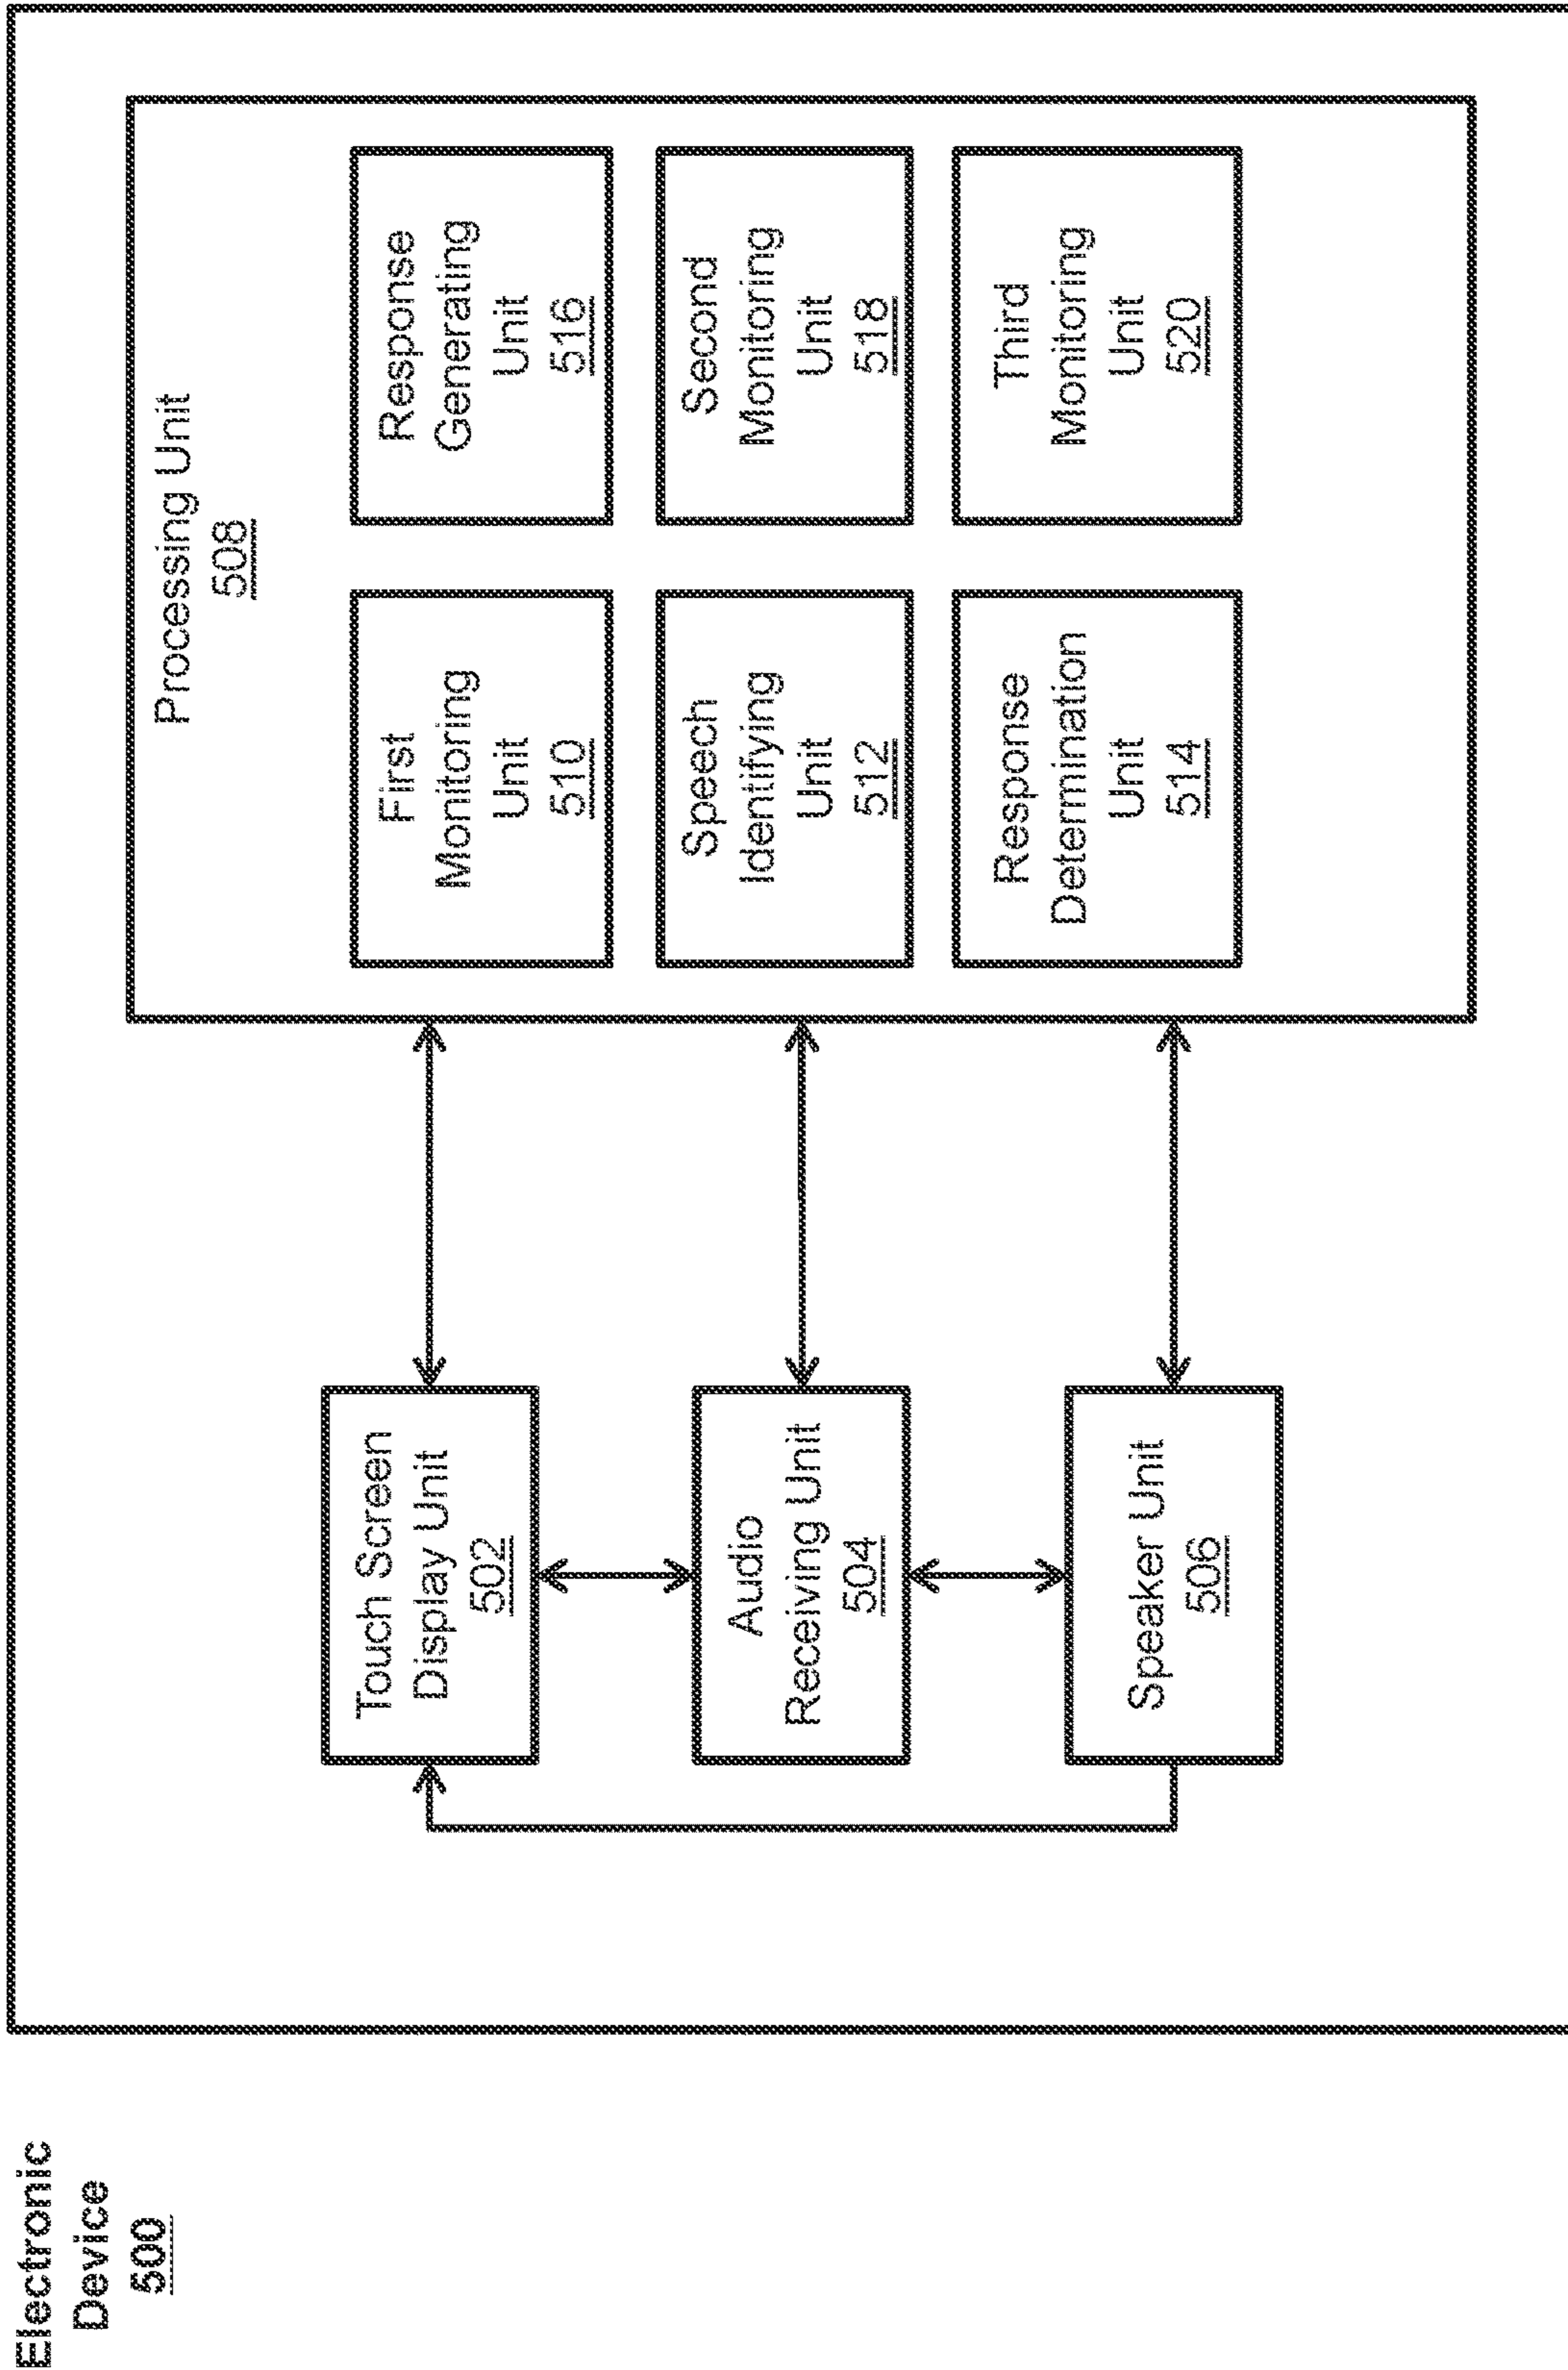 Electronic
Device
500
Touch Screen
Display Unit
502
Audio
Receiving Unit
504
Speaker Unit
506
Processing Unit
508
First
Monitoring
Unit
510
Response
Generating
Unit
516
Speech
Identifying
Unit
512
Second
Monitoring
Unit
518
Response
Determination
Unit
514
Third
Monitoring
Unit
520